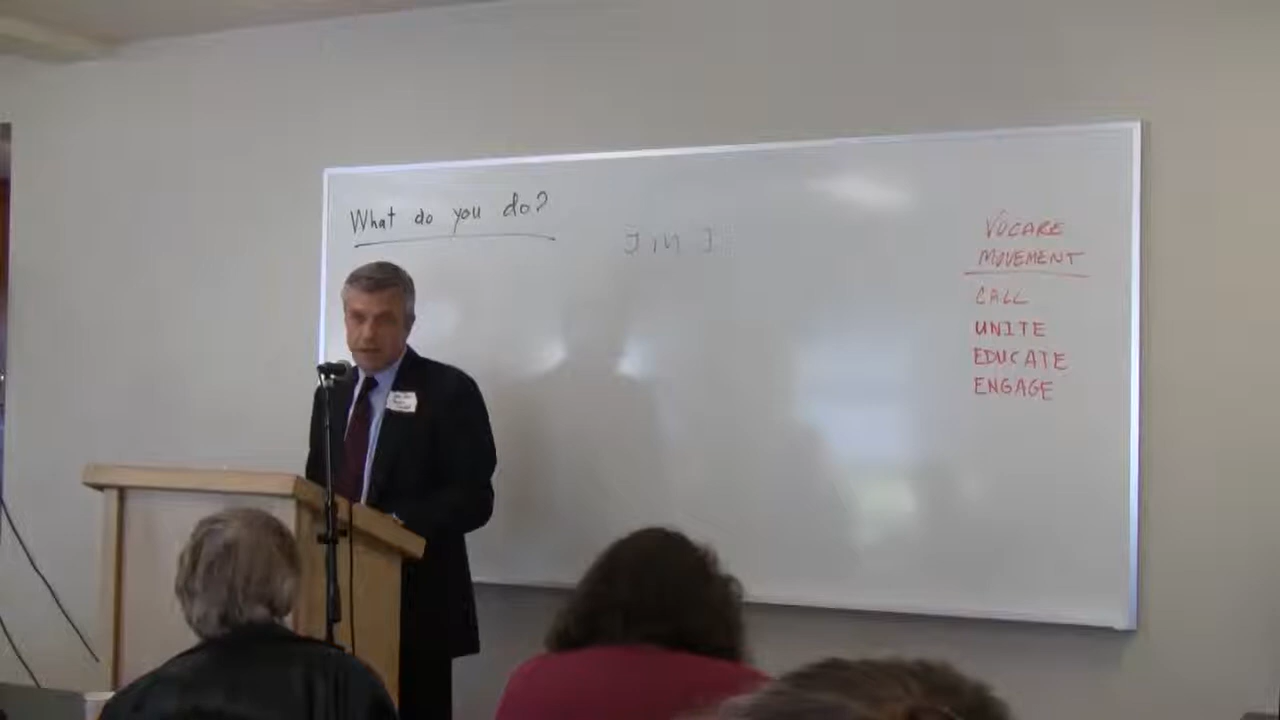 What do you do?
VOCARE
MOVEMENT
CALL
UNITE
EDUCATE
ENGAGE